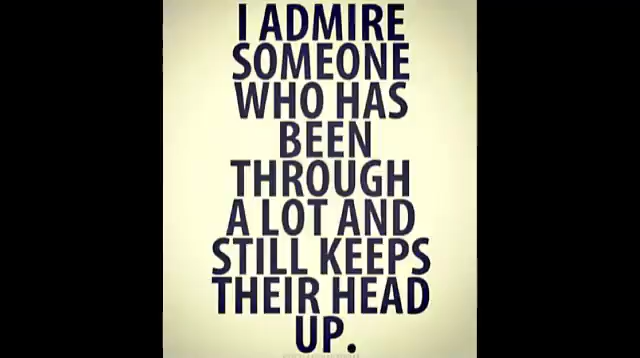 I ADMIRE
SOMEONE
WHO HAS
BEEN
THROUGH
A LOT AND
STILL KEEPS
THEIR HEAD
UP.